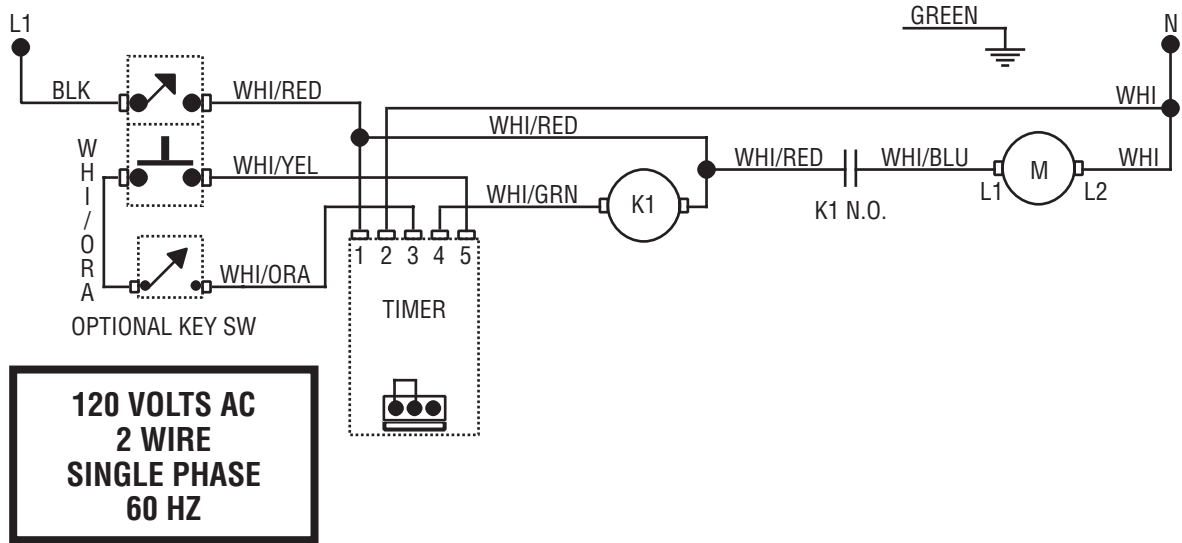 L1
GREEN
N
BLK
WHI/RED
WHI
WHI/RED
WHI/ORA
WHI/YEL
WHI/RED
WHI/BLU
M
WHI
WHI/GRN
K1
L1
L2
K1 N.O.
1 2 3 4 5
WHI/ORA
TIMER
OPTIONAL KEY SW
120 VOLTS AC
2 WIRE
SINGLE PHASE
60 HZ